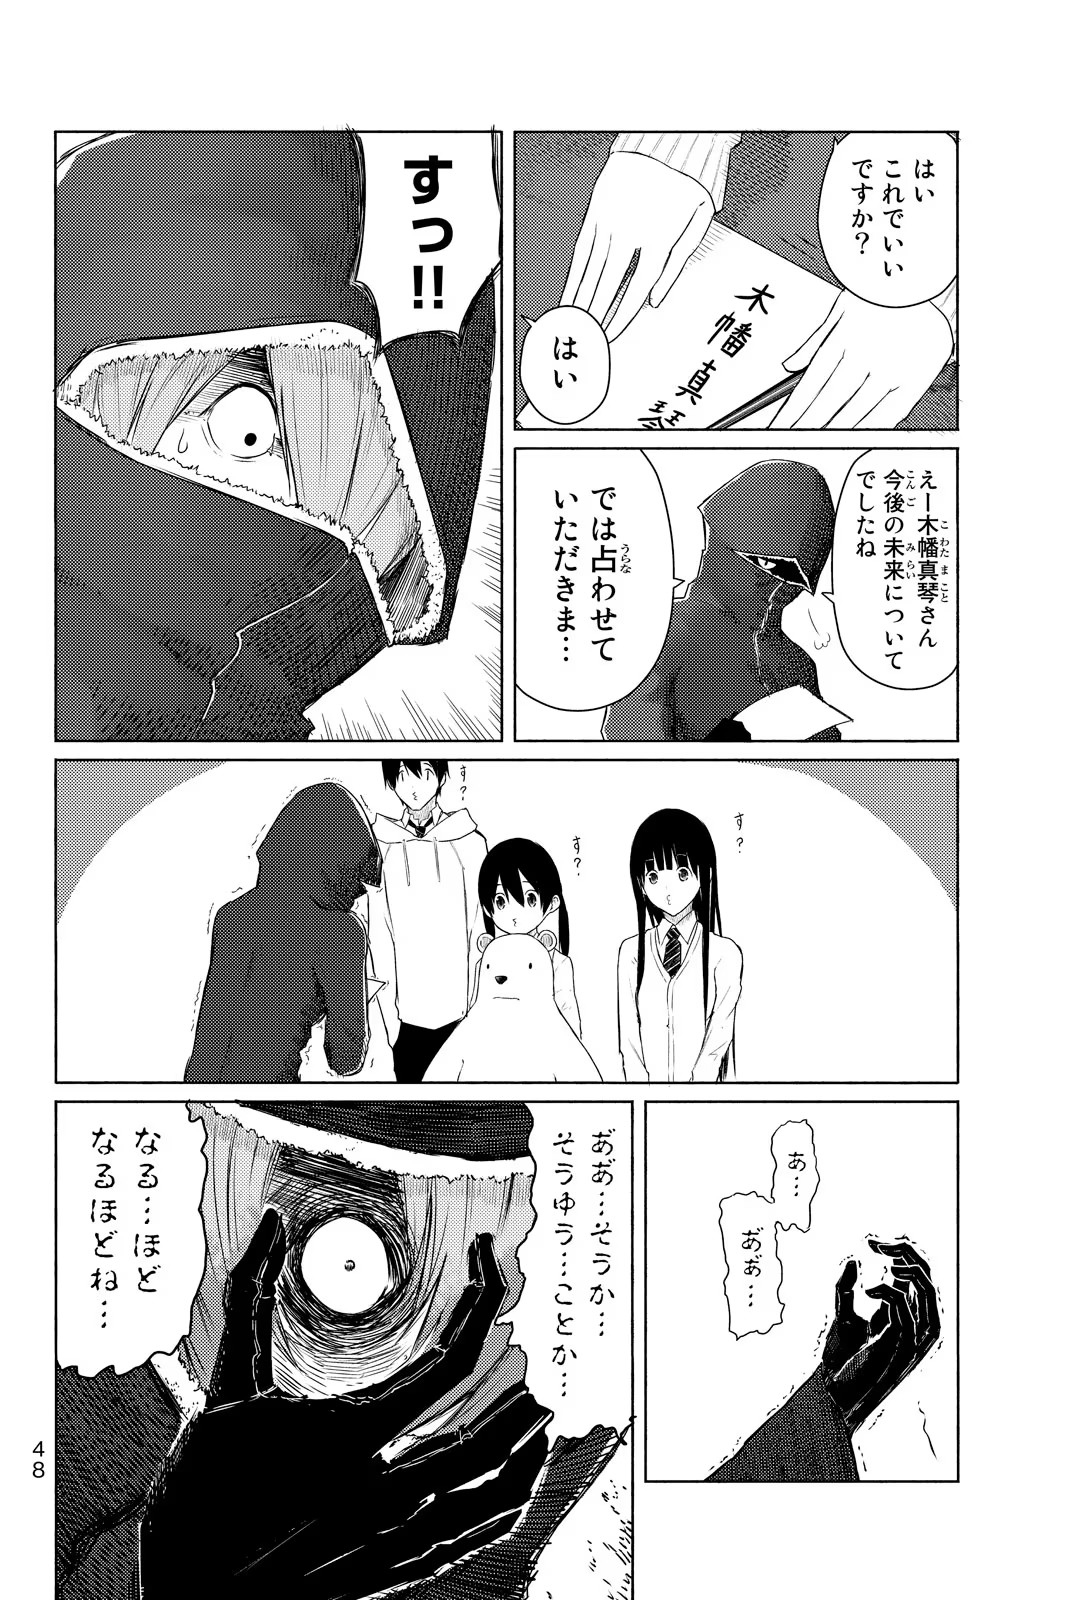 はい
これでいい
ですか?
木幡真琴
はい
えー木幡真琴さん
今後の未来について
でしたね
では占わせて
いただきま…
すっ!!
す?
す?
す?
あ…
あ゛あ゛…
あ゛あ゛…そうか…
そうゆう…ことか…
なる…ほど
なるほどね…
48